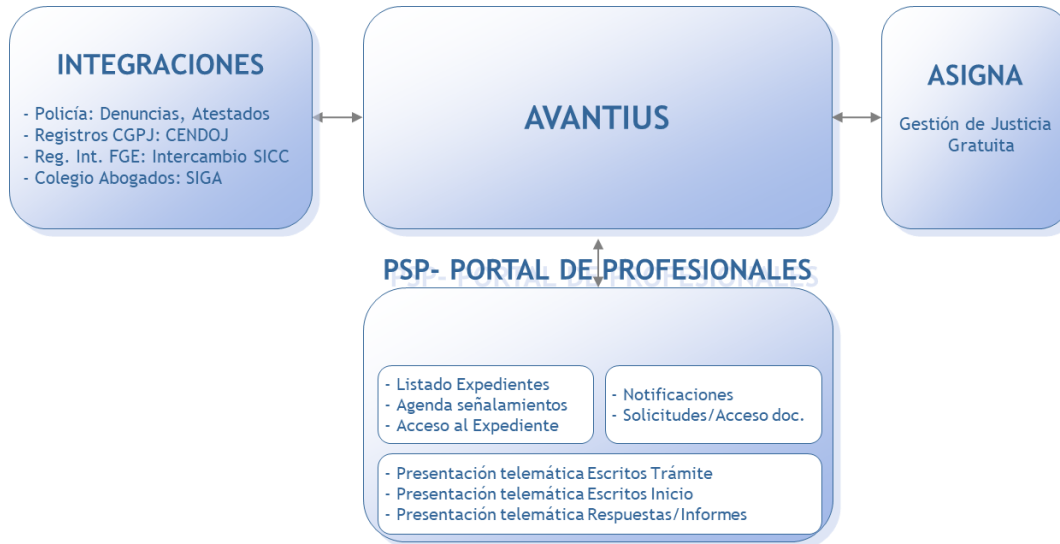 INTEGRACIONES
- Policía: Denuncias, Atestados
- Registros CGPJ: CENDOJ
- Reg. Int. FGE: Intercambio SICC
- Colegio Abogados: SIGA
AVANTIUS
ASIGNA
Gestión de Justicia
Gratuita
PSP- PORTAL DE PROFESIONALES
- Listado Expedientes
- Agenda señalamientos
- Acceso al Expediente
- Notificaciones
- Solicitudes/Acceso doc.
- Presentación telemática Escritos Trámite
- Presentación telemática Escritos Inicio
- Presentación telemática Respuestas/Informes